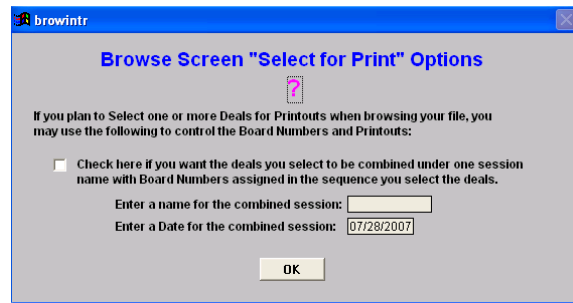 browintr
Browse Screen "Select for Print" Options
?
If you plan to Select one or more Deals for Printouts when browsing your file, you
may use the following to control the Board Numbers and Printouts:
Check here if you want the deals you select to be combined under one session
name with Board Numbers assigned in the sequence you select the deals.
Enter a name for the combined session:
Enter a Date for the combined session: 07/28/2007
OK